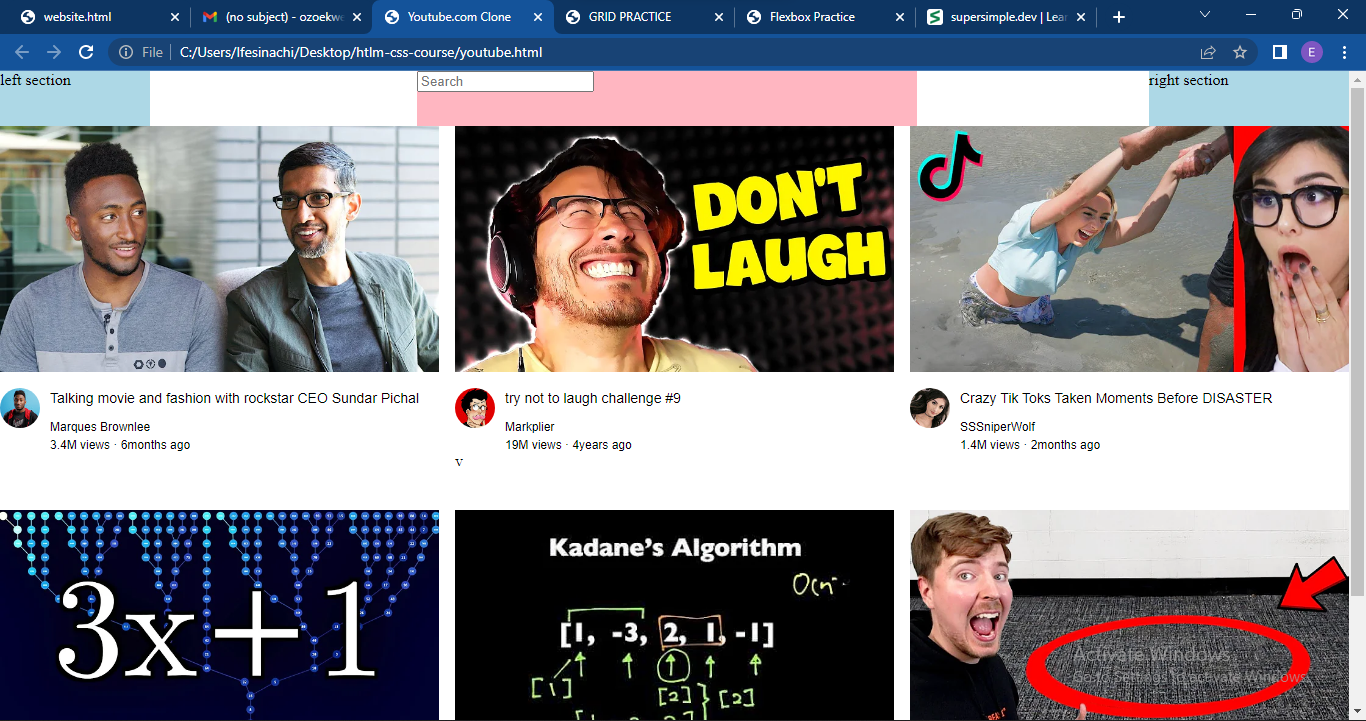 website.html
(no subject) - ozoekwe
Youtube.com Clone
GRID PRACTICE
Flexbox Practice
supersimple.dev | Lear
File
C:/Users/Ifesinachi/Desktop/htlm-css-course/youtube.html
E
left section
Search
right section
DON'T
LAUGH
Talking movie and fashion with rockstar CEO Sundar Pichal
Marques Brownlee
3.4M views · 6months ago
try not to laugh challenge #9
Markplier
19M views · 4years ago
v
Crazy Tik Toks Taken Moments Before DISASTER
SSSniperWolf
1.4M views · 2months ago
3x+1
Kadane's Algorithm
[1, -3, 2, 1, -1]
[1]
[2]
[2]
Activate Windows
Go to Settings to activate Windows.